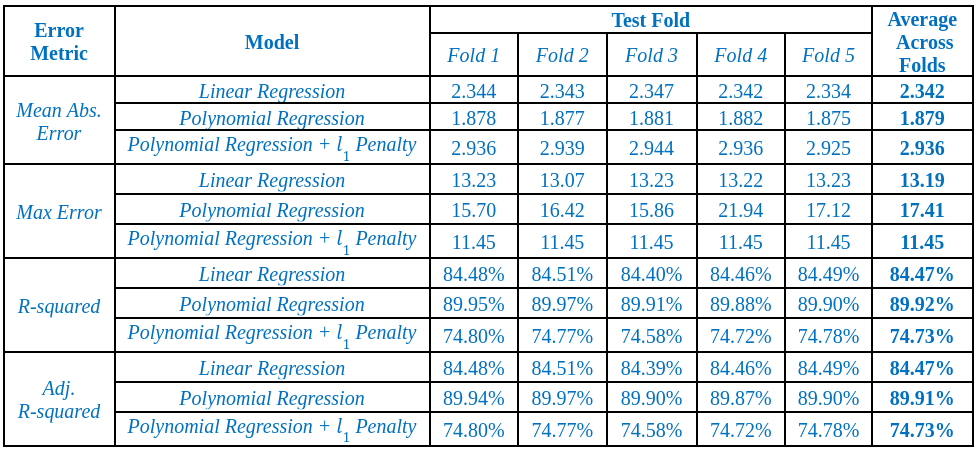 Error Metric | Model | Test Fold | Average Across Folds
Fold 1 | Fold 2 | Fold 3 | Fold 4 | Fold 5
Mean Abs. Error | Linear Regression | 2.344 | 2.343 | 2.347 | 2.342 | 2.334 | 2.342
Polynomial Regression | 1.878 | 1.877 | 1.881 | 1.882 | 1.875 | 1.879
Polynomial Regression + l₁ Penalty | 2.936 | 2.939 | 2.944 | 2.936 | 2.925 | 2.936
Max Error | Linear Regression | 13.23 | 13.07 | 13.23 | 13.22 | 13.23 | 13.19
Polynomial Regression | 15.70 | 16.42 | 15.86 | 21.94 | 17.12 | 17.41
Polynomial Regression + l₁ Penalty | 11.45 | 11.45 | 11.45 | 11.45 | 11.45 | 11.45
R-squared | Linear Regression | 84.48% | 84.51% | 84.40% | 84.46% | 84.49% | 84.47%
Polynomial Regression | 89.95% | 89.97% | 89.91% | 89.88% | 89.90% | 89.92%
Polynomial Regression + l₁ Penalty | 74.80% | 74.77% | 74.58% | 74.72% | 74.78% | 74.73%
Adj. R-squared | Linear Regression | 84.48% | 84.51% | 84.39% | 84.46% | 84.49% | 84.47%
Polynomial Regression | 89.94% | 89.97% | 89.90% | 89.87% | 89.90% | 89.91%
Polynomial Regression + l₁ Penalty | 74.80% | 74.77% | 74.58% | 74.72% | 74.78% | 74.73%